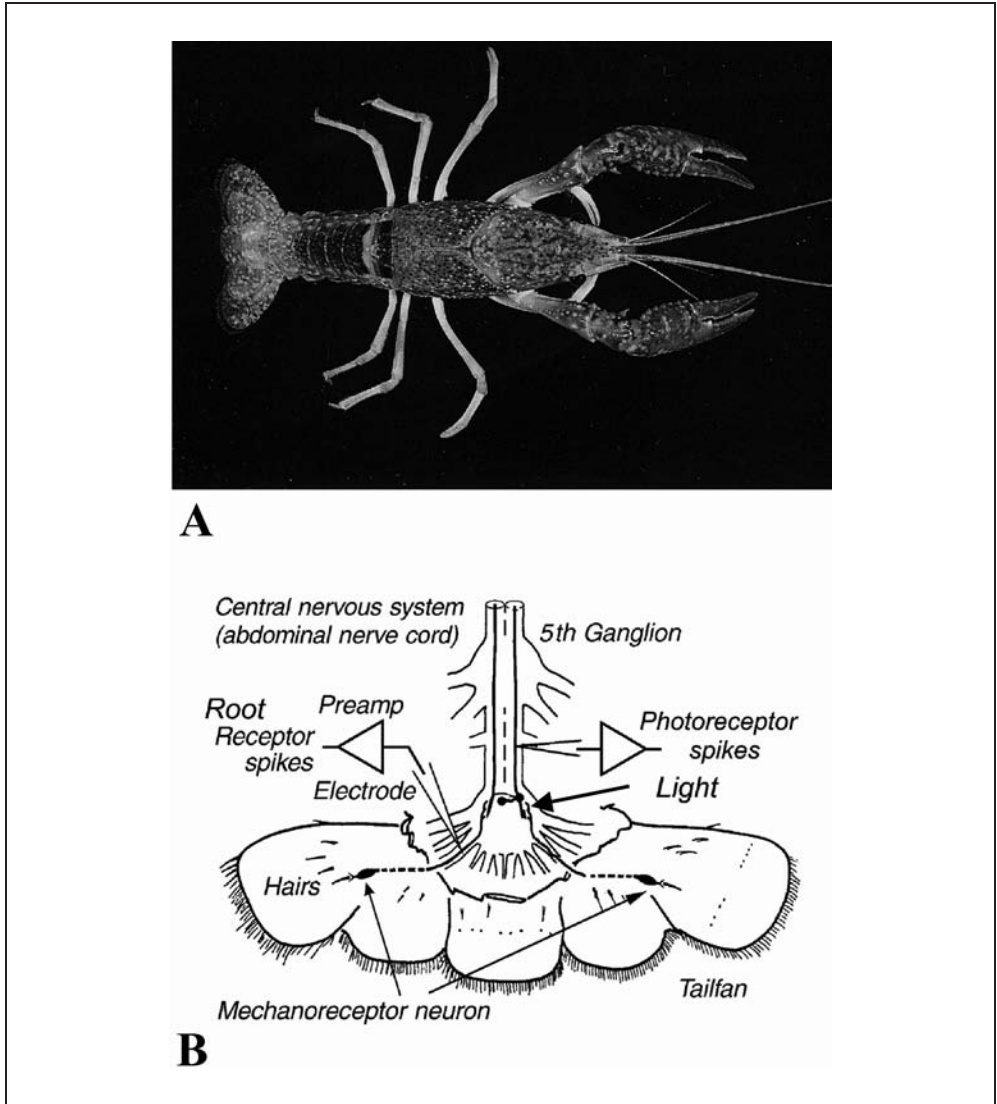 A
Central nervous system
(abdominal nerve cord)
5th Ganglion
Root
Receptor
spikes
Preamp
Photoreceptor
spikes
Electrode
Light
Hairs
Mechanoreceptor neuron
Tailfan
B